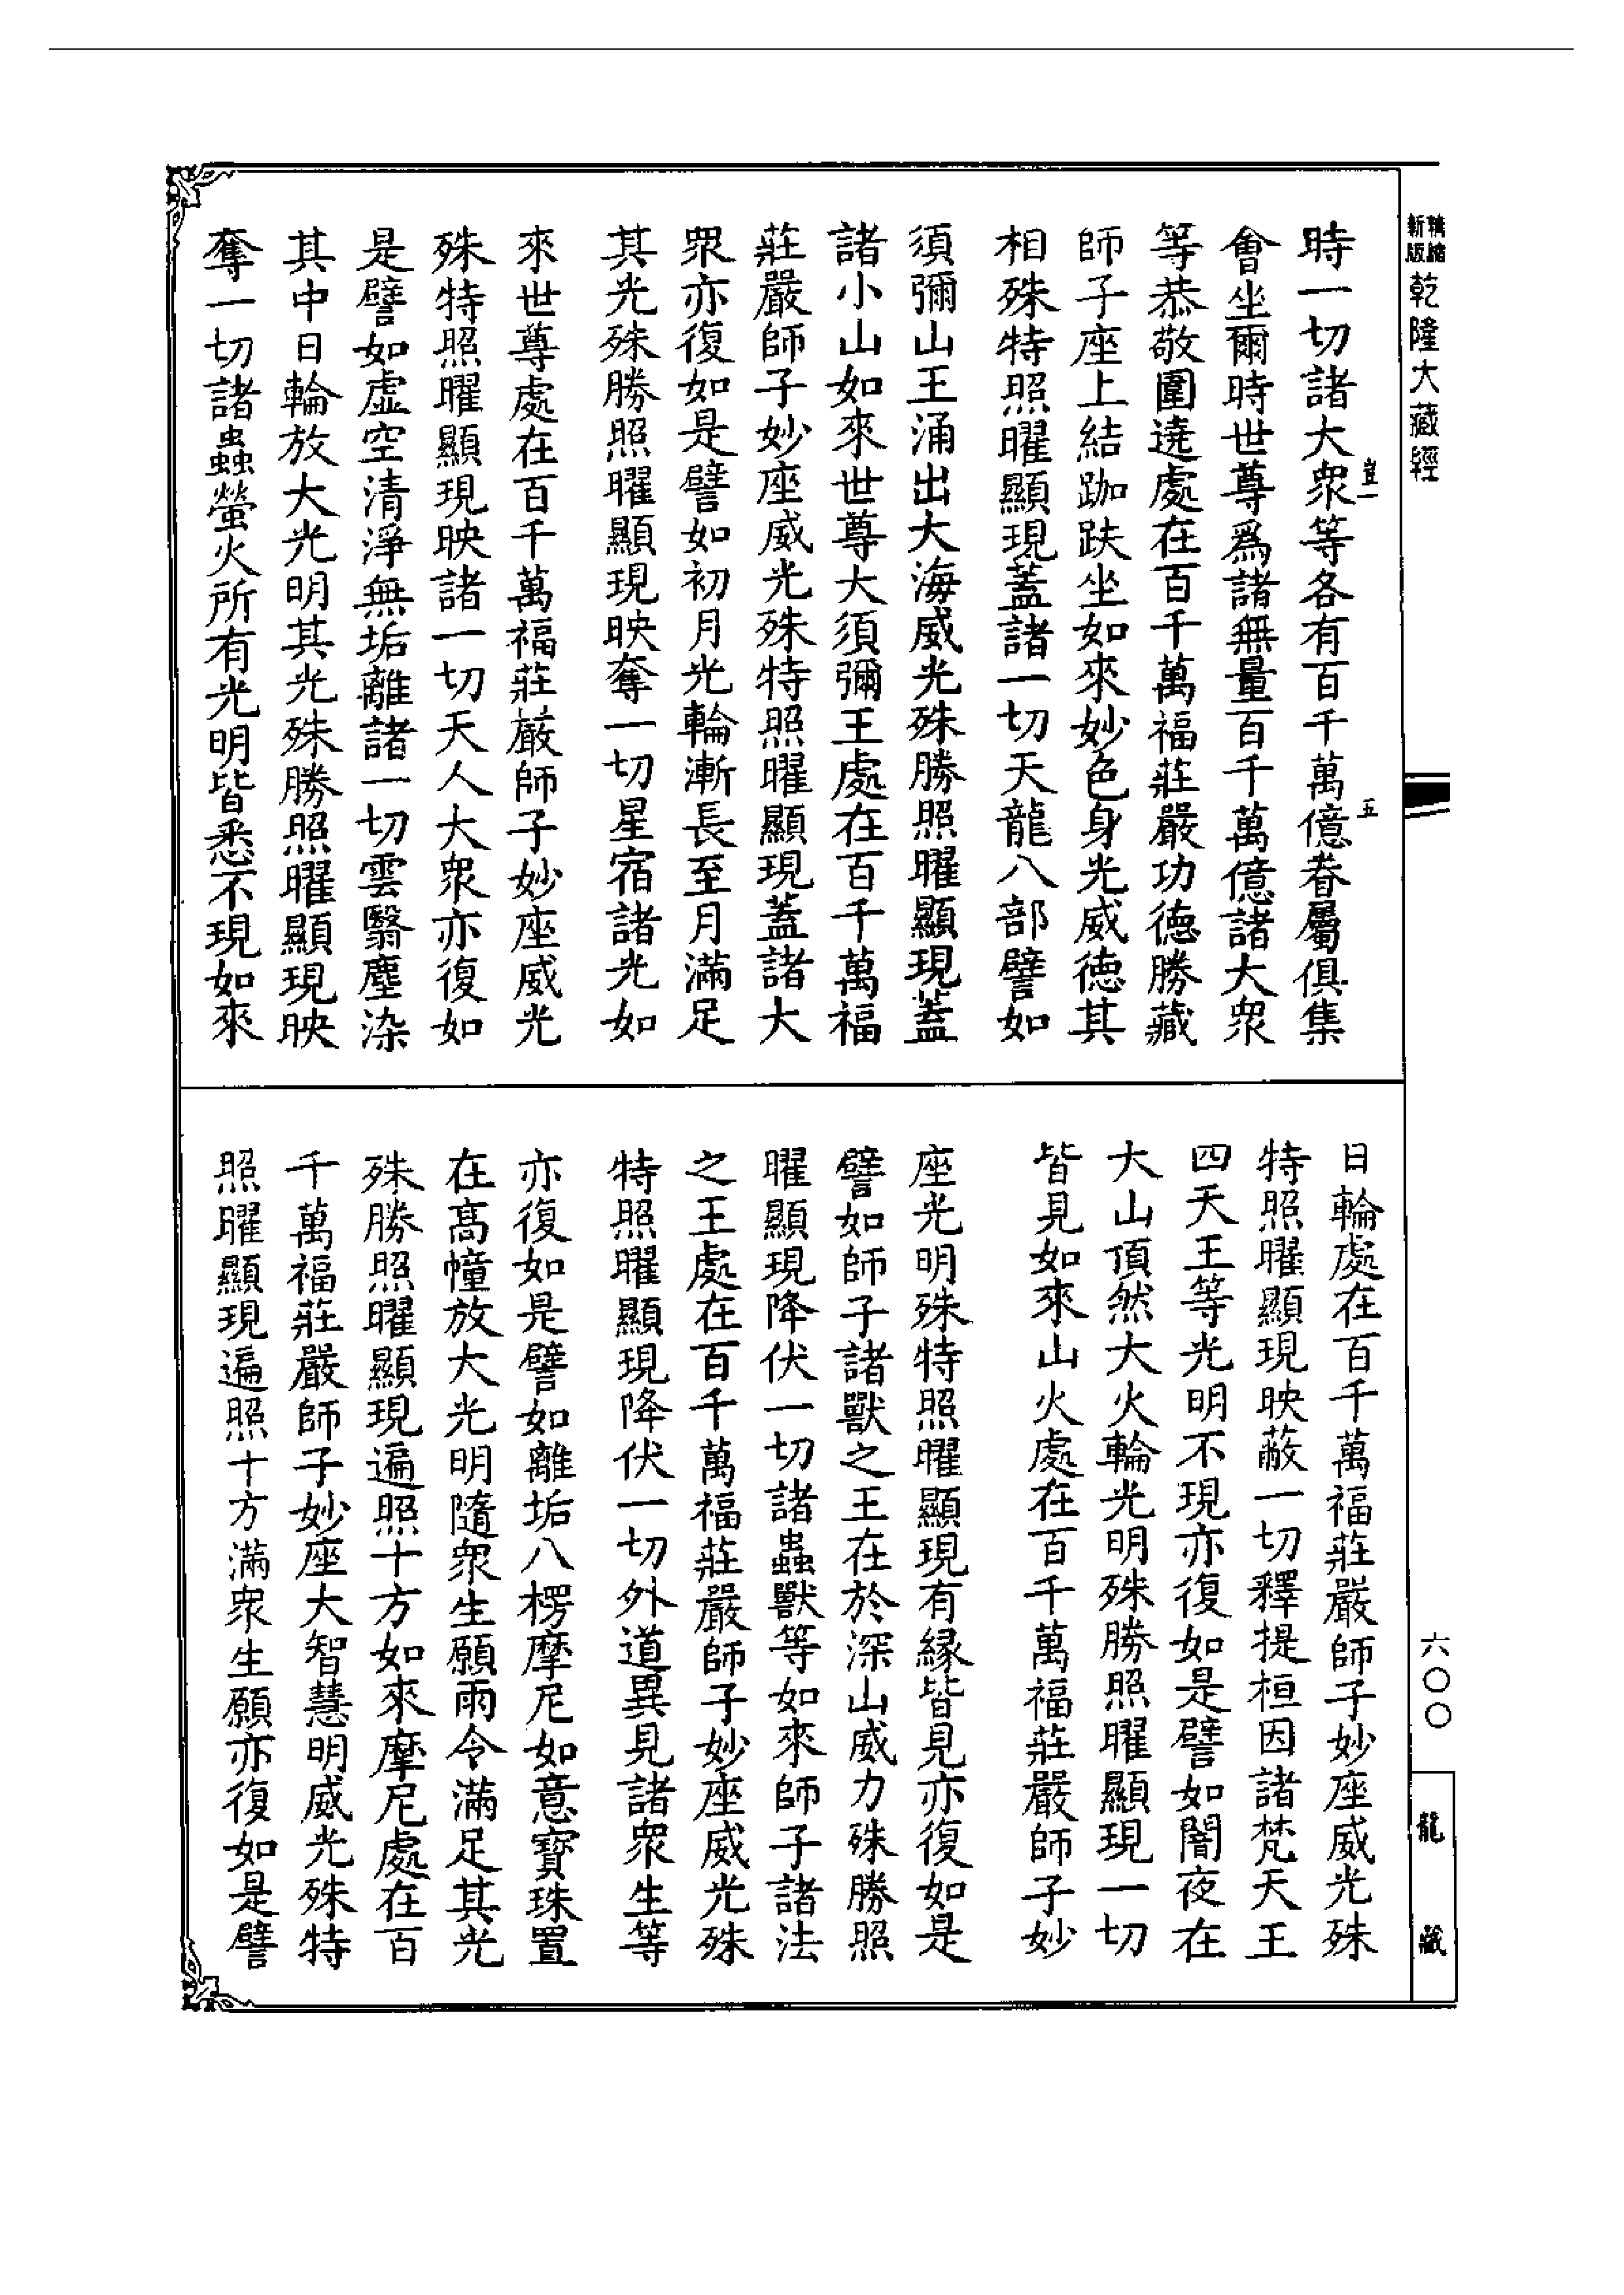 新編縮版
乾隆大藏經
時一切諸大眾等各有百千萬億眷屬俱集
會坐爾時世尊爲諸無量百千萬億諸大眾
等恭敬圍遶處在百千萬福莊嚴功德勝藏
師子座上結跏趺坐如來妙色身光威德其
相殊特照曜顯現蓋諸一切天龍八部譬如
須彌山王涌出大海威光殊勝照曜顯現蓋
諸小山如來世尊大須彌王處在百千萬福
莊嚴師子妙座威光殊特照曜顯現蓋諸大
眾亦復如是譬如初月光輪漸長至月滿足
其光殊勝照曜顯現映奪一切星宿諸光如
來世尊處在百千萬福莊嚴師子妙座威光
殊特照曜顯現映諸一切天人大眾亦復如
是譬如虛空清淨無垢離諸一切雲翳塵染
其中日輪放大光明其光殊勝照曜顯現映
奪一切諸蟲螢火所有光明皆悉不現如來
日輪處在百千萬福莊嚴師子妙座威光殊
特照曜顯現映蔽一切釋提桓因諸梵天王
四天王等光明不現亦復如是譬如闇夜在
大山頂然大火輪光明殊勝照曜顯現一切
皆見如來山火處在百千萬福莊嚴師子妙
座光明殊特照曜顯現有緣皆見亦復如是
譬如師子諸獸之王在於深山威力殊勝照
曜顯現降伏一切諸蟲獸等如來師子諸法
之王處在百千萬福莊嚴師子妙座威光殊
特照曜顯現降伏一切外道異見諸眾生等
亦復如是譬如離垢八楞摩尼如意寶珠置
在高幢放大光明隨眾生願雨令滿足其光
殊勝照曜顯現遍照十方如來摩尼處在百
千萬福莊嚴師子妙座大智慧明威光殊特
照曜顯現遍照十方滿眾生願亦復如是譬
五
六〇〇
龍藏